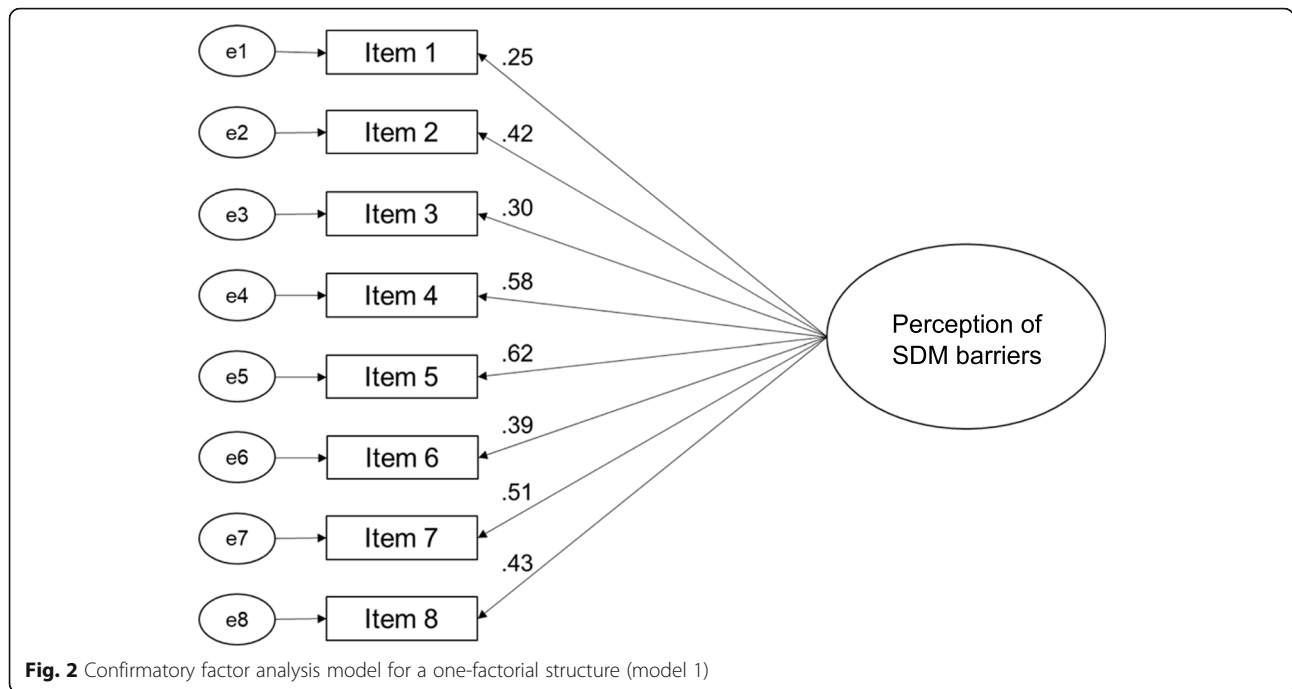 e1 Item 1 .25
e2 Item 2 .42
e3 Item 3 .30
e4 Item 4 .58
Perception of
SDM barriers
e5 Item 5 .62
e6 Item 6 .39
e7 Item 7 .51
e8 Item 8 .43
Fig. 2 Confirmatory factor analysis model for a one-factorial structure (model 1)